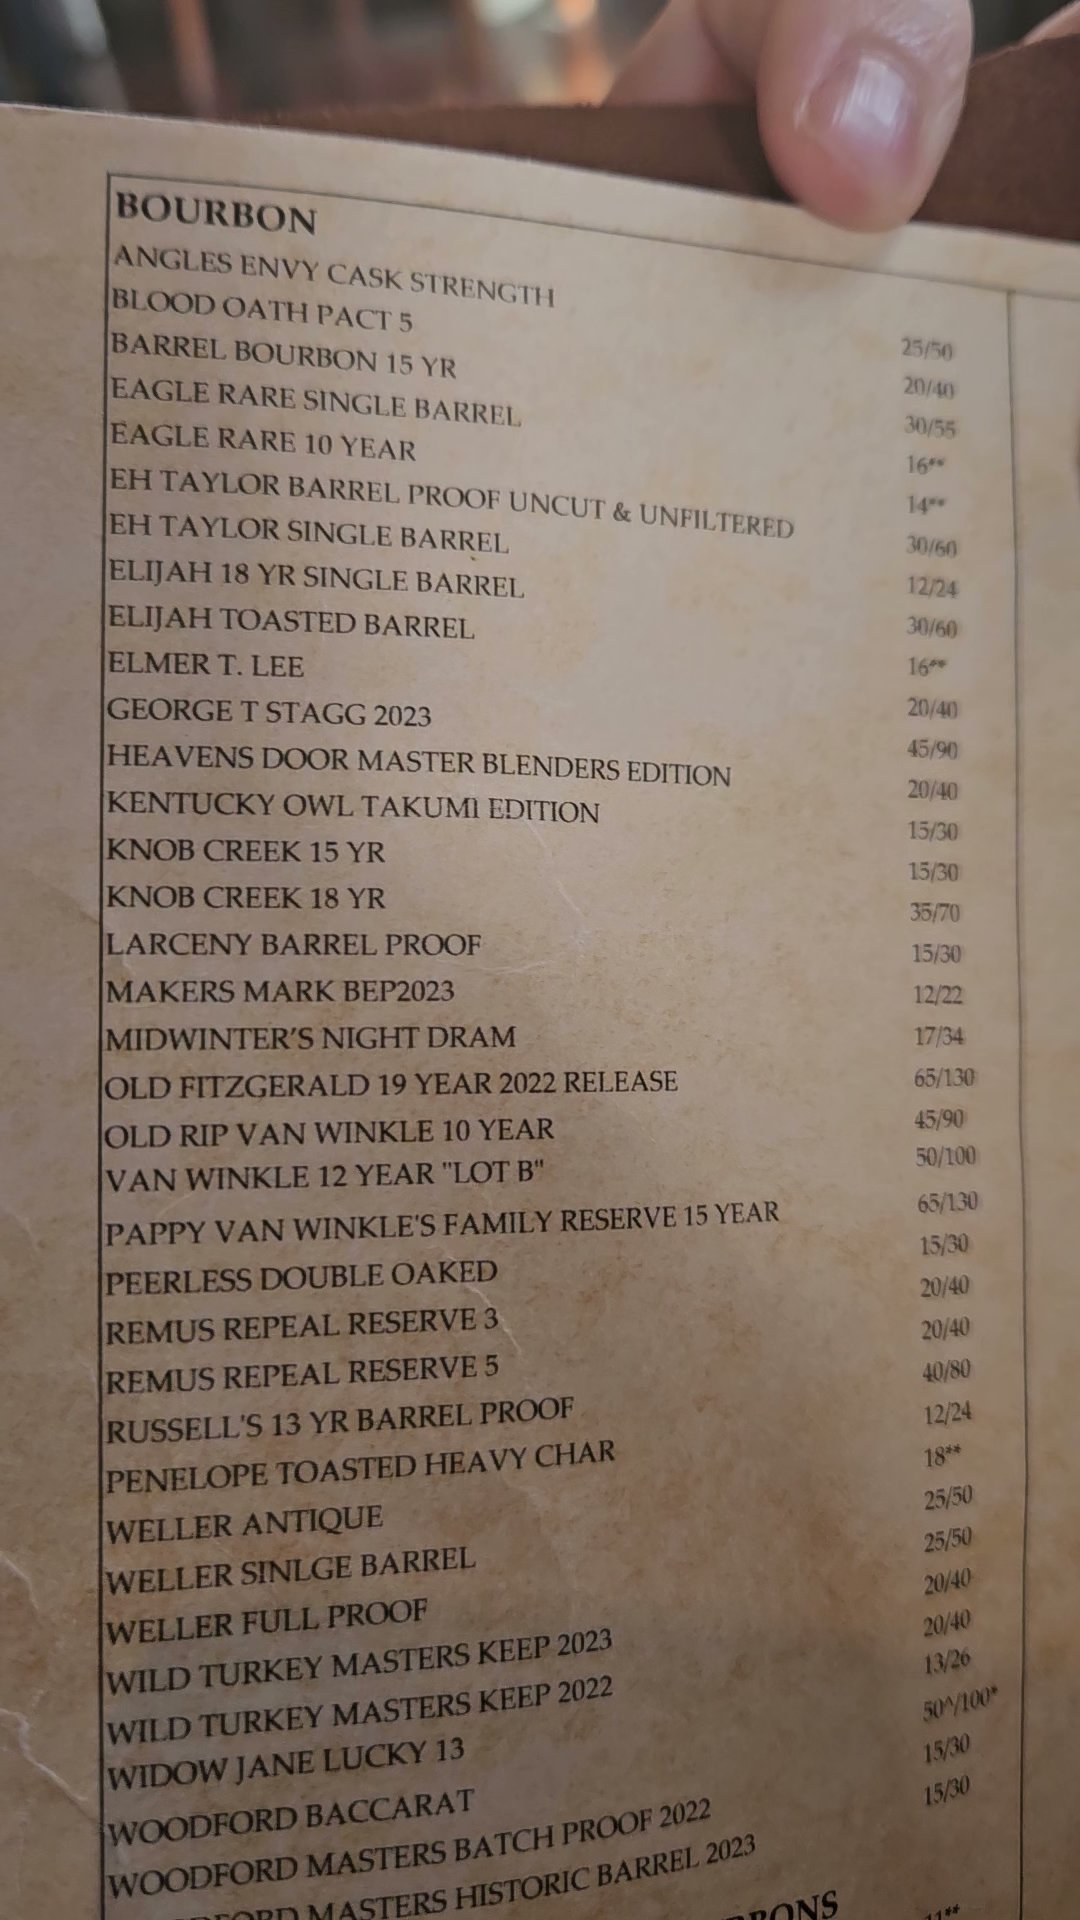 BOURBON
ANGLES ENVY CASK STRENGTH 25/50
BLOOD OATH PACT 5 20/40
BARREL BOURBON 15 YR 30/55
EAGLE RARE SINGLE BARREL 16**
EAGLE RARE 10 YEAR 14**
EH TAYLOR BARREL PROOF UNCUT & UNFILTERED 30/60
EH TAYLOR SINGLE BARREL 12/24
ELIJAH 18 YR SINGLE BARREL 30/60
ELIJAH TOASTED BARREL 16**
ELMER T. LEE 20/40
GEORGE T STAGG 2023 45/90
HEAVENS DOOR MASTER BLENDERS EDITION 20/40
KENTUCKY OWL TAKUMI EDITION 15/30
KNOB CREEK 15 YR 15/30
KNOB CREEK 18 YR 35/70
LARCENY BARREL PROOF 15/30
MAKERS MARK BEP2023 12/22
MIDWINTER'S NIGHT DRAM 17/34
OLD FITZGERALD 19 YEAR 2022 RELEASE 65/130
OLD RIP VAN WINKLE 10 YEAR 45/90
VAN WINKLE 12 YEAR "LOT B" 50/100
PAPPY VAN WINKLE'S FAMILY RESERVE 15 YEAR 65/130
PEERLESS DOUBLE OAKED 15/30
REMUS REPEAL RESERVE 3 20/40
REMUS REPEAL RESERVE 5 20/40
RUSSELL'S 13 YR BARREL PROOF 40/80
PENELOPE TOASTED HEAVY CHAR 12/24
WELLER ANTIQUE 18**
WELLER SINLGE BARREL 25/50
WELLER FULL PROOF 25/50
WILD TURKEY MASTERS KEEP 2023 20/40
WILD TURKEY MASTERS KEEP 2022 20/40
WIDOW JANE LUCKY 13 13/26
WOODFORD BACCARAT 50^/100*
WOODFORD MASTERS BATCH PROOF 2022 15/30
MASTERS HISTORIC BARREL 2023 15/30